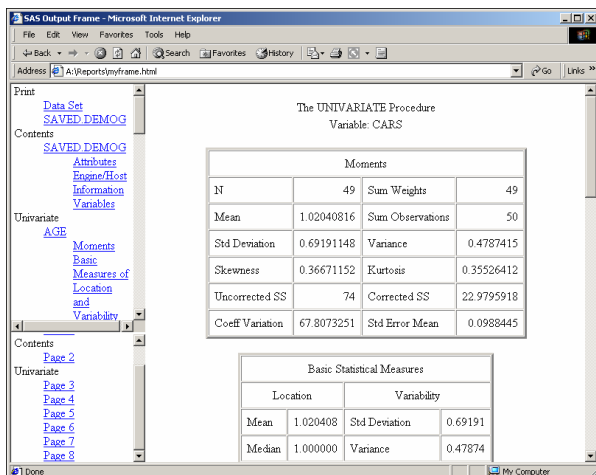 SAS Output Frame - Microsoft Internet Explorer
File Edit View Favorites Tools Help
Back Search Favorites History
Address A:\Reports\myframe.html Go Links »
Print
Data Set
SAVED.DEMOG
Contents
SAVED.DEMOG
Attributes
Engine/Host
Information
Variables
Univariate
AGE
Moments
Basic
Measures of
Location
and
Variability
Contents
Page 2
Univariate
Page 3
Page 4
Page 5
Page 6
Page 7
Page 8
The UNIVARIATE Procedure
Variable: CARS
Moments
N 49 Sum Weights 49
Mean 1.02040816 Sum Observations 50
Std Deviation 0.69191148 Variance 0.4787415
Skewness 0.36671152 Kurtosis 0.35526412
Uncorrected SS 74 Corrected SS 22.9795918
Coeff Variation 67.8073251 Std Error Mean 0.0988445
Basic Statistical Measures
Location Variability
Mean 1.020408 Std Deviation 0.69191
Median 1.000000 Variance 0.47874
Done My Computer